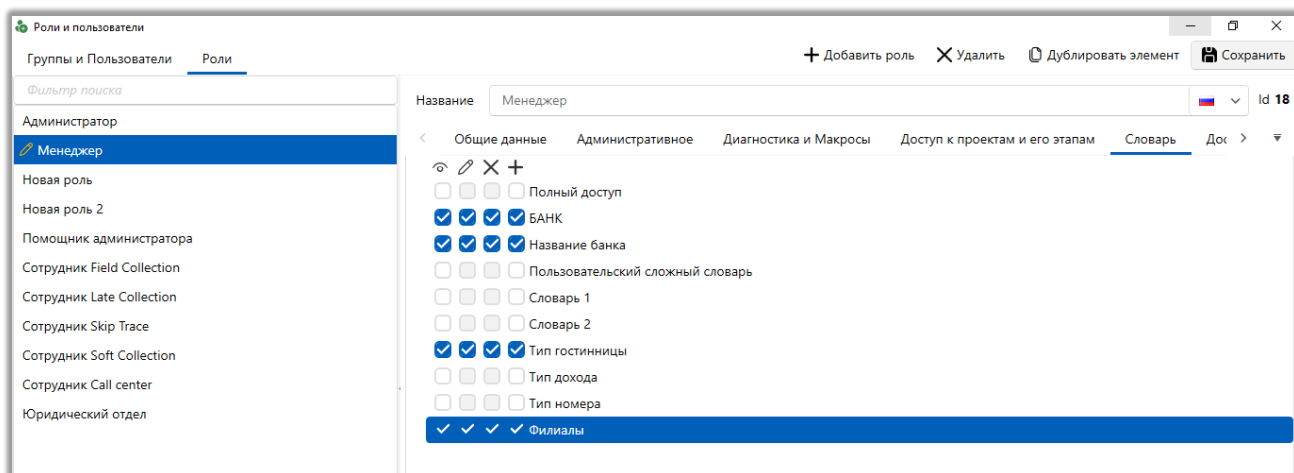 Роли и пользователи
Группы и Пользователи Роли
Добавить роль Удалить Дублировать элемент Сохранить
Фильтр поиска
Администратор
Менеджер
Новая роль
Новая роль 2
Помощник администратора
Сотрудник Field Collection
Сотрудник Late Collection
Сотрудник Skip Trace
Сотрудник Soft Collection
Сотрудник Call center
Юридический отдел
Название Менеджер Id 18
Общие данные Административное Диагностика и Макросы Доступ к проектам и его этапам Словарь Дос
Полный доступ
БАНК
Название банка
Пользовательский сложный словарь
Словарь 1
Словарь 2
Тип гостинницы
Тип дохода
Тип номера
Филиалы